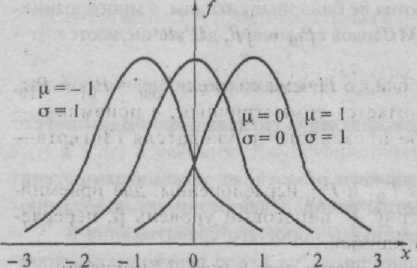 f
μ = −1
σ = 1
μ = 0 μ = 1
σ = 0 σ = 1
−3 −2 −1 0 1 2 3 x